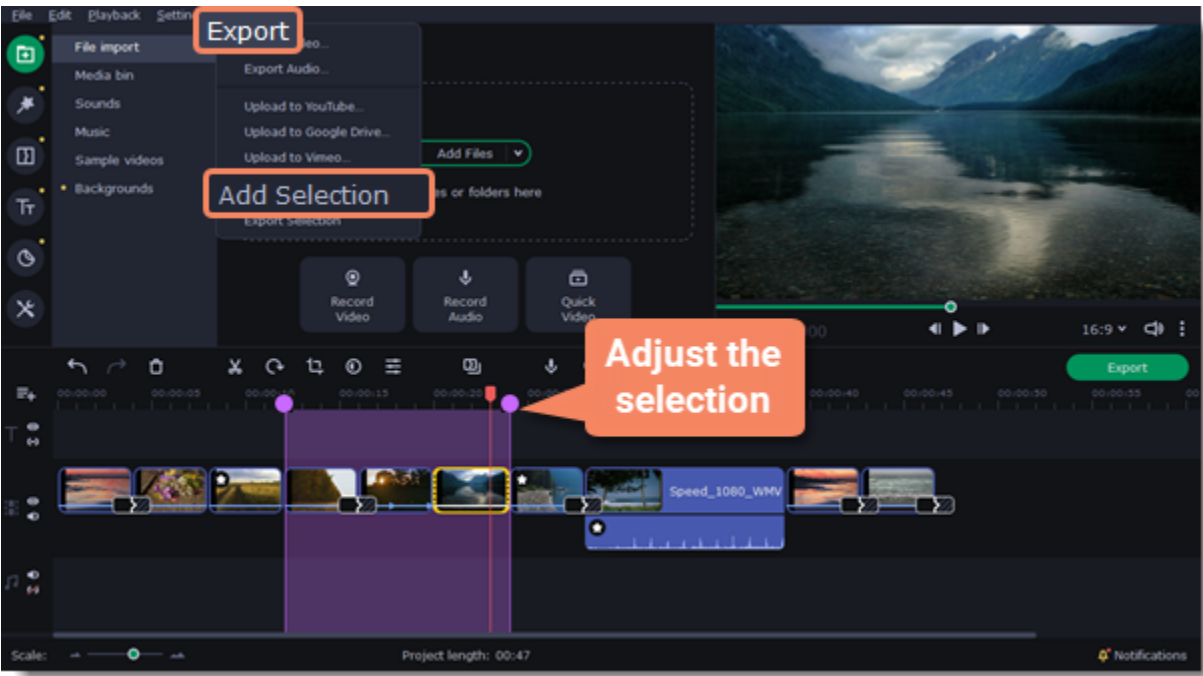 File Edit Playback
Export
File import
Export Audio...
Media bin
Sounds
Upload to YouTube...
Music
Upload to Google Drive...
Sample videos
Upload to Vimeo...
Add Files
Backgrounds
Add Selection
or folders here
Export Selection
Record Video
Record Audio
Quick Video
16:9
Adjust the
selection
Export
00:00:00 00:00:05 00:00:15 00:00:40 00:00:45 00:00:50 00:00:55
Speed_1080_WMV
Scale:
Project length: 00:47
Notifications